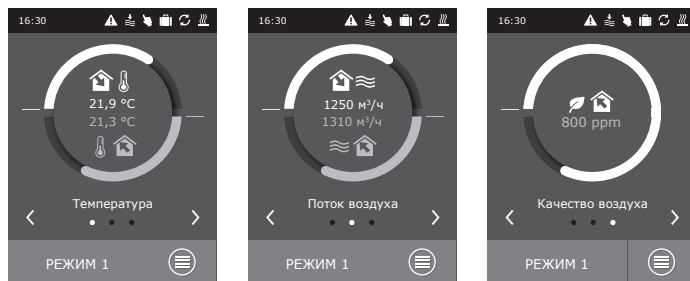 16:30
21,9 °C
21,3 °C
Температура
РЕЖИМ 1
16:30
1250 м³/ч
1310 м³/ч
Поток воздуха
РЕЖИМ 1
16:30
800 ppm
Качество воздуха
РЕЖИМ 1